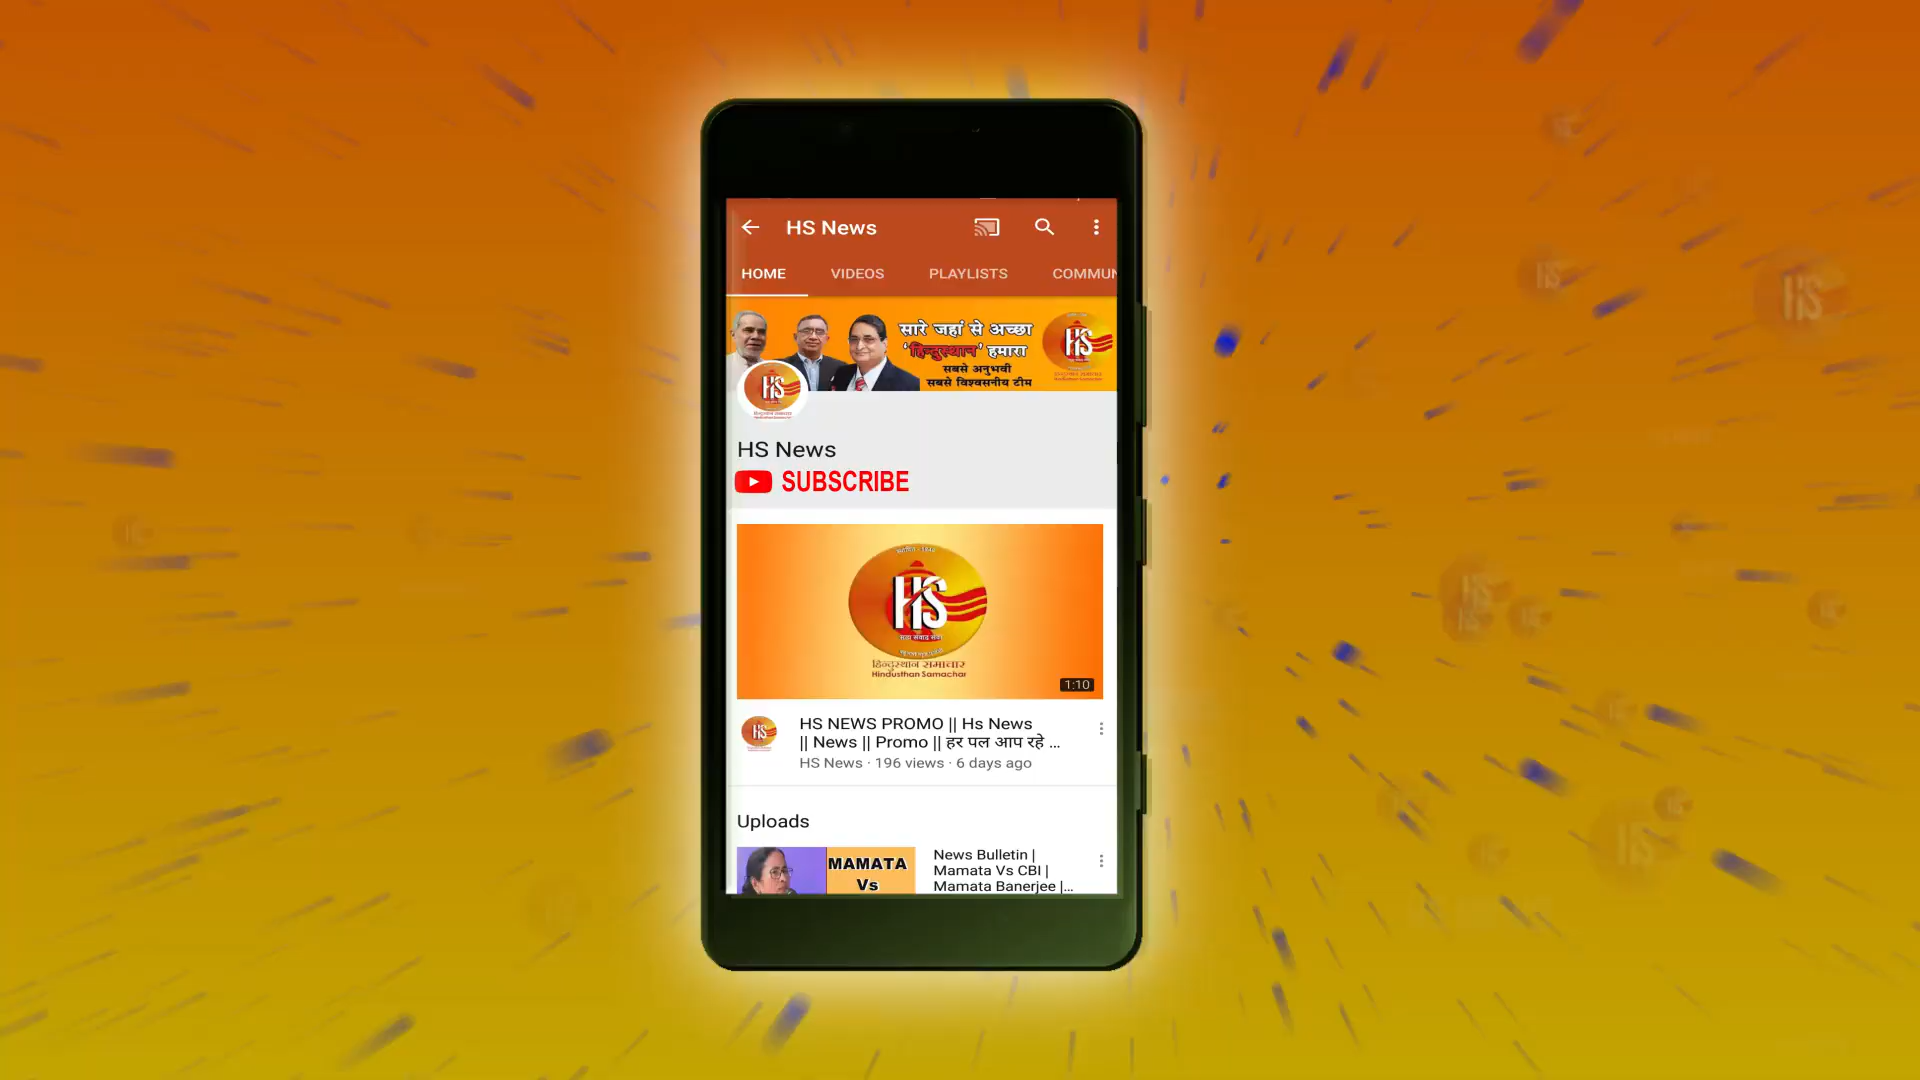 HS News
HOME VIDEOS PLAYLISTS COMMUN
सारे जहां से अच्छा
'हिन्दुस्थान' हमारा
सबसे अनुभवी
सबसे विश्वसनीय टीम
HS
HS
HS News
SUBSCRIBE
HS
हिन्दुस्थान समाचार
Hindusthan Samachar
1:10
HS
HS NEWS PROMO || Hs News
|| News || Promo || हर पल आप रहे ...
HS News · 196 views · 6 days ago
Uploads
MAMATA
Vs
News Bulletin |
Mamata Vs CBI |
Mamata Banerjee |...